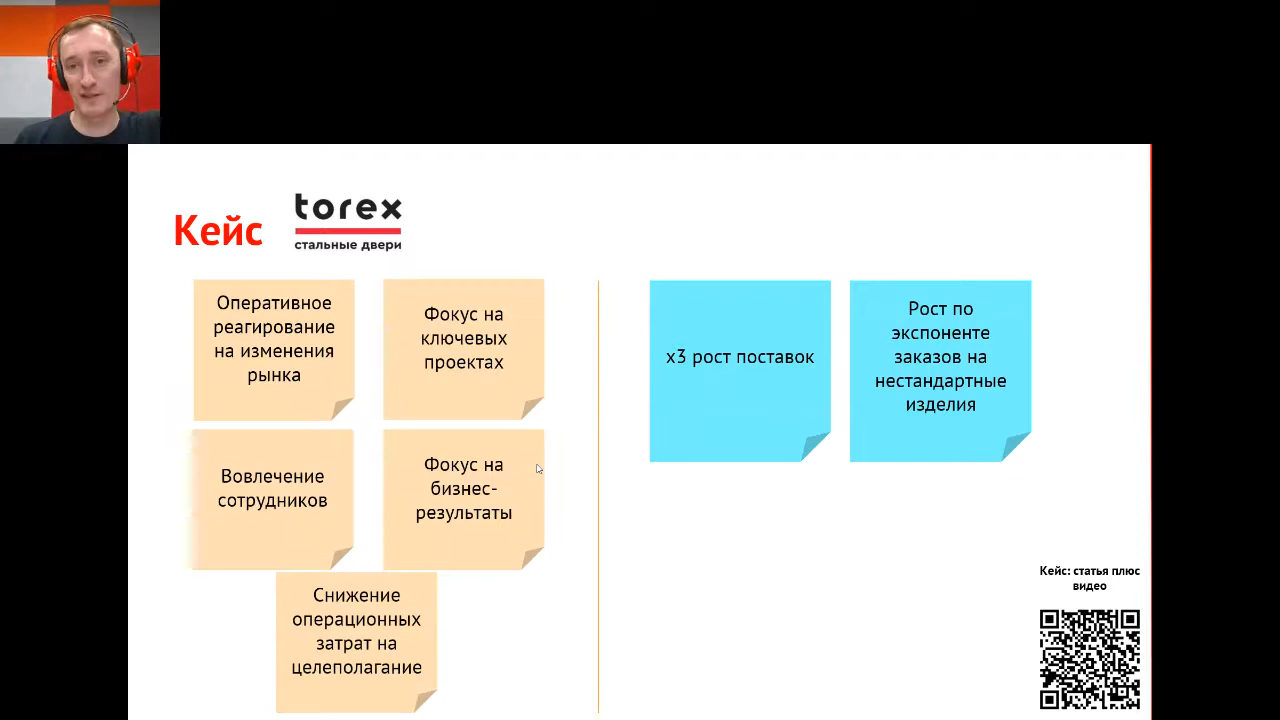 Кейс
torex
стальные двери
Оперативное
реагирование
на изменения
рынка
Фокус на
ключевых
проектах
Вовлечение
сотрудников
Фокус на
бизнес-
результаты
Снижение
операционных
затрат на
целеполагание
х3 рост поставок
Рост по
экспоненте
заказов на
нестандартные
изделия
Кейс: статья плюс
видео